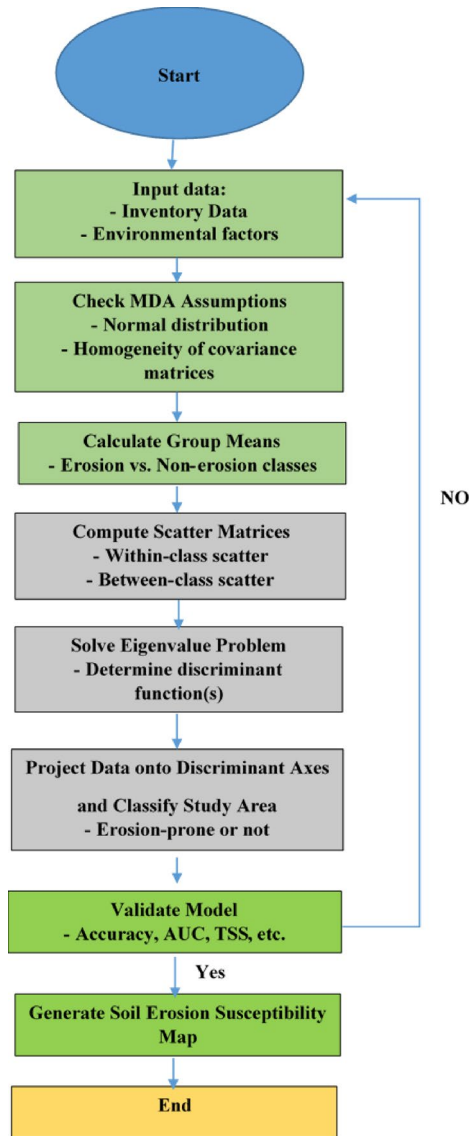 Start
Input data:
- Inventory Data
- Environmental factors
Check MDA Assumptions
- Normal distribution
- Homogeneity of covariance
matrices
Calculate Group Means
- Erosion vs. Non-erosion classes
NO
Compute Scatter Matrices
- Within-class scatter
- Between-class scatter
Solve Eigenvalue Problem
- Determine discriminant
function(s)
Project Data onto Discriminant Axes
and Classify Study Area
- Erosion-prone or not
Validate Model
- Accuracy, AUC, TSS, etc.
Yes
Generate Soil Erosion Susceptibility
Map
End